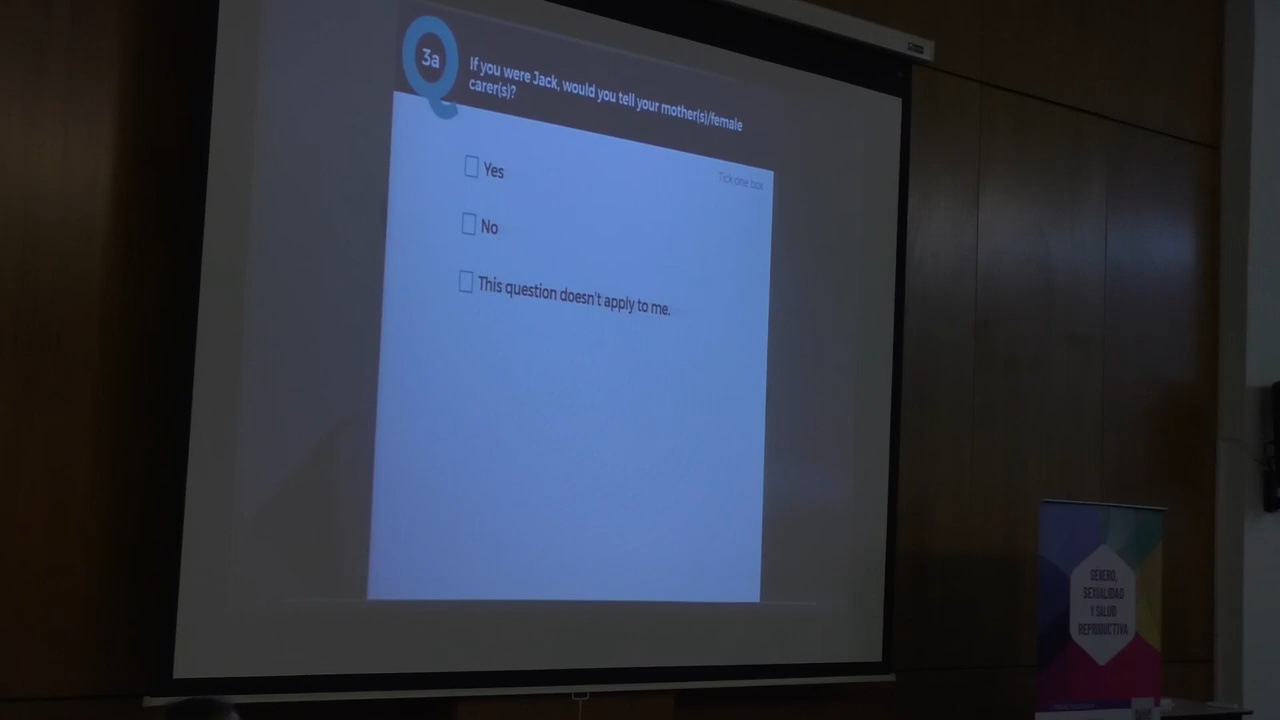 3a
If you were Jack, would you tell your mother(s)/female
carer(s)?
Tick one box
Yes
No
This question doesn't apply to me.
GÉNERO,
SEXUALIDAD
Y SALUD
REPRODUCTIVA